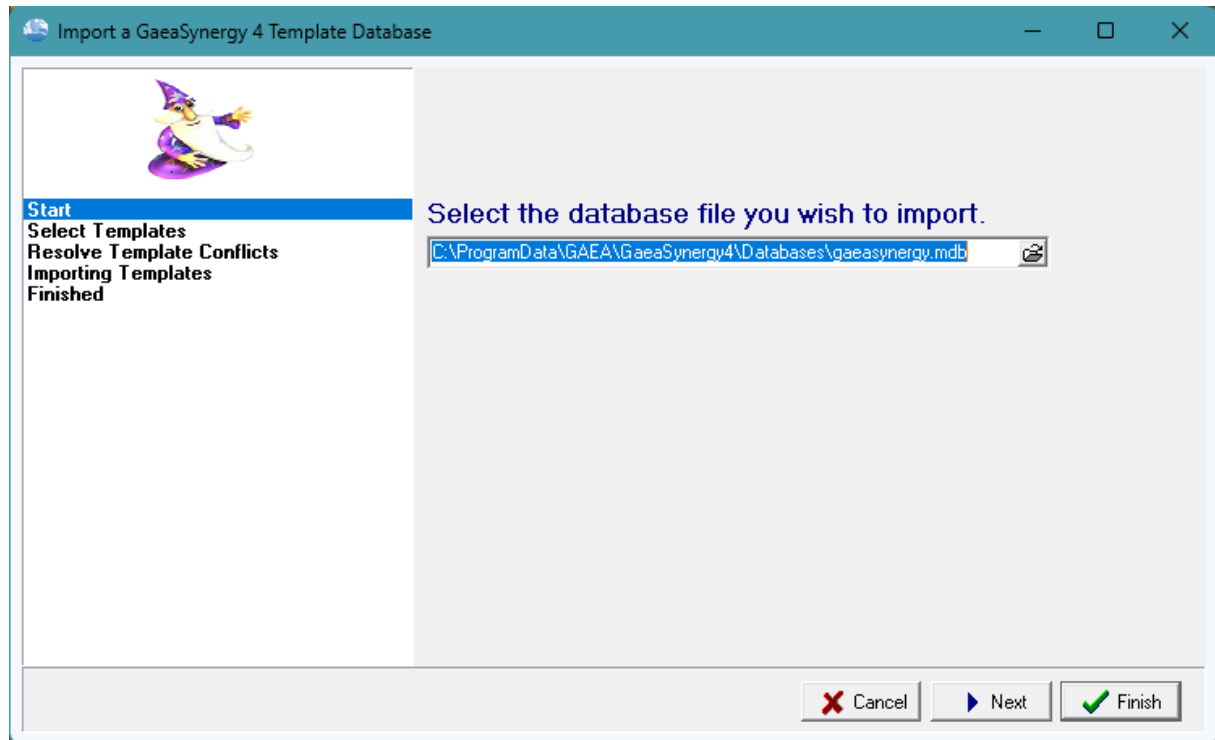 Import a GaeaSynergy 4 Template Database
Start
Select Templates
Resolve Template Conflicts
Importing Templates
Finished
Select the database file you wish to import.
C:\ProgramData\GAEA\GaeaSynergy4\Databases\gaeasynergy.mdb
Cancel
Next
Finish